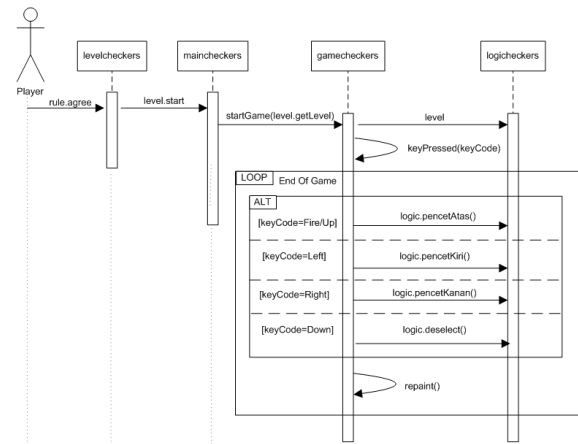 levelcheckers
maincheckers
gamecheckers
logicheckers
Player
rule.agree
level.start
startGame(level.getLevel)
level
keyPressed(keyCode)
LOOP
End Of Game
ALT
[keyCode=Fire/Up]
logic.pencetAtas()
[keyCode=Left]
logic.pencetKiri()
[keyCode=Right]
logic.pencetKanan()
[keyCode=Down]
logic.deselect()
repaint()